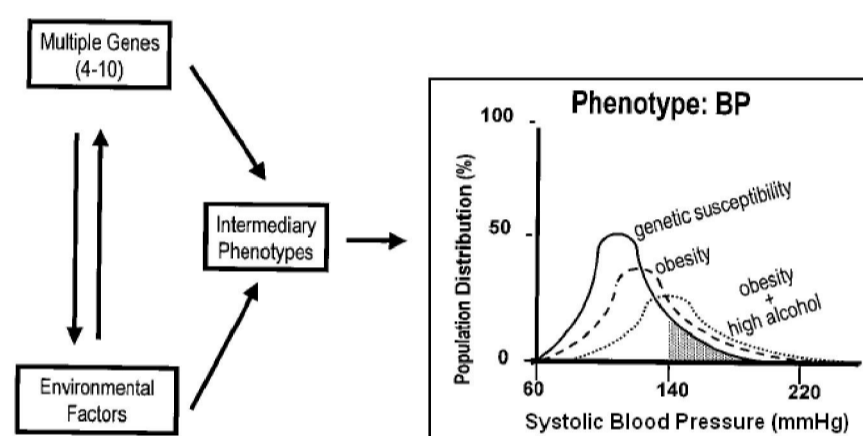 Multiple Genes
(4-10)
Intermediary
Phenotypes
Environmental
Factors
Phenotype: BP
Population Distribution (%)
100
50
0
genetic susceptibility
obesity
obesity
+
high alcohol
60
140
220
Systolic Blood Pressure (mmHg)